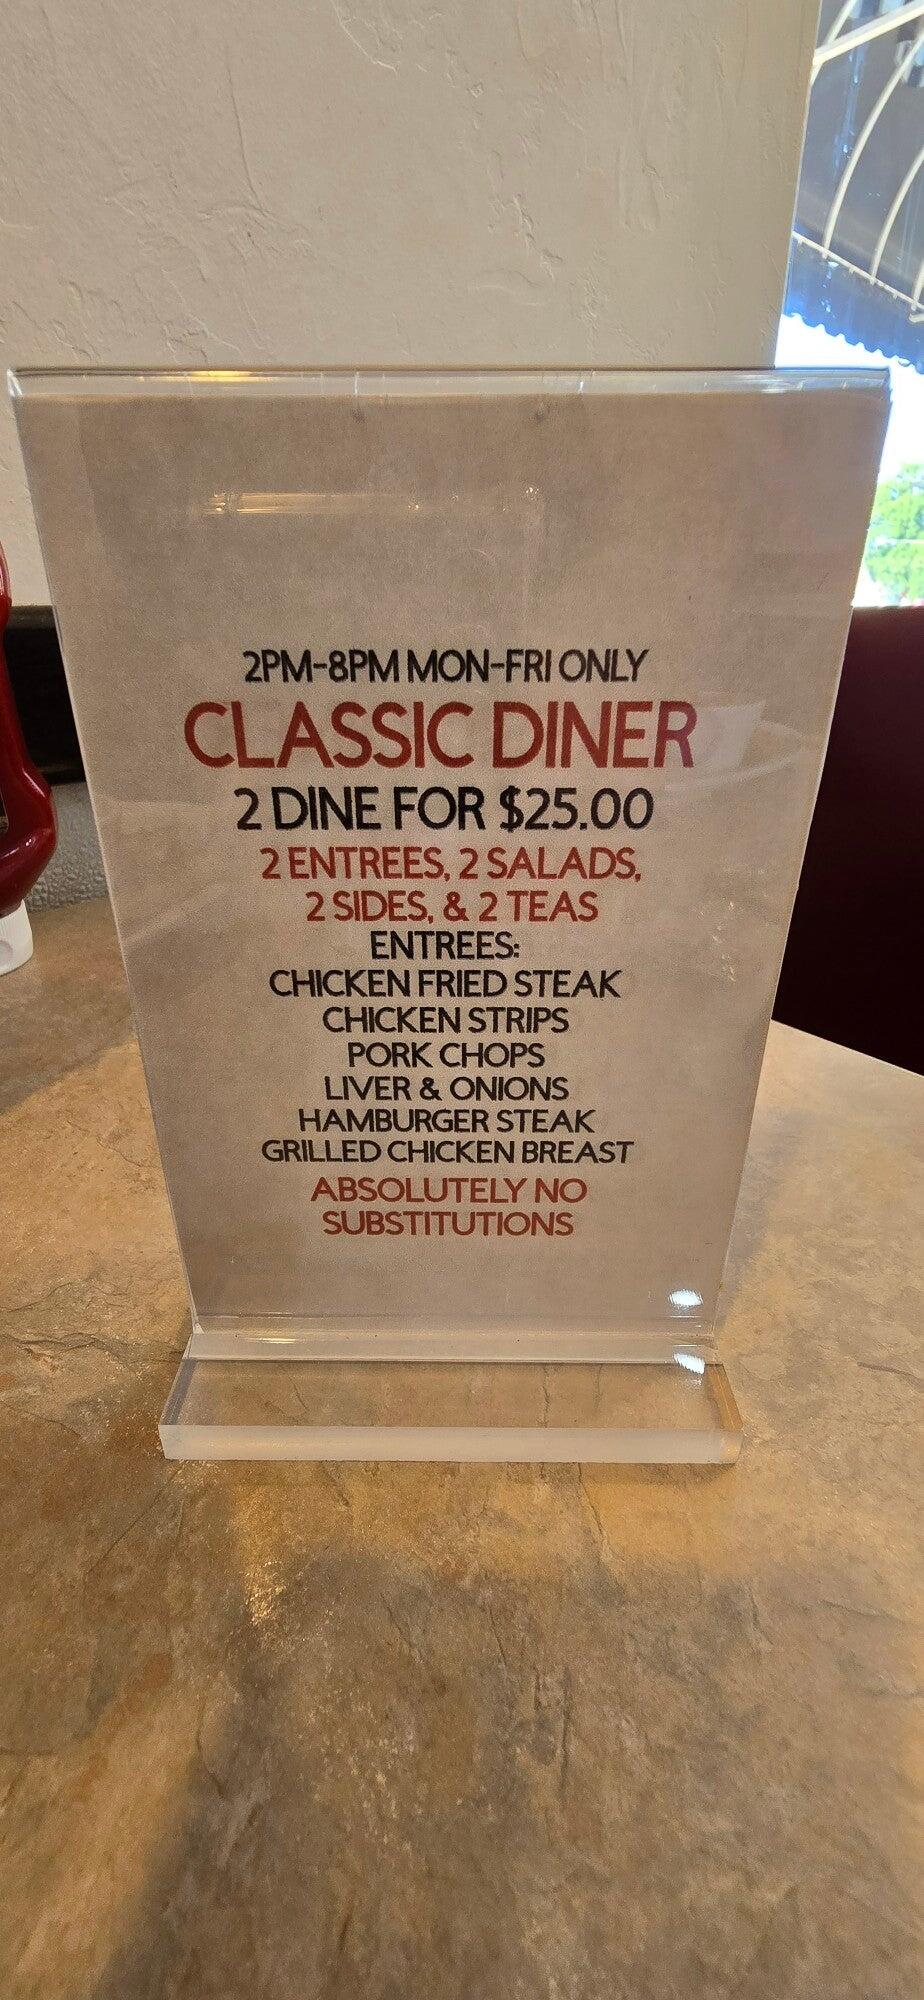 2PM-8PM MON-FRI ONLY
CLASSIC DINER
2 DINE FOR $25.00
2 ENTREES, 2 SALADS,
2 SIDES, & 2 TEAS
ENTREES:
CHICKEN FRIED STEAK
CHICKEN STRIPS
PORK CHOPS
LIVER & ONIONS
HAMBURGER STEAK
GRILLED CHICKEN BREAST
ABSOLUTELY NO
SUBSTITUTIONS